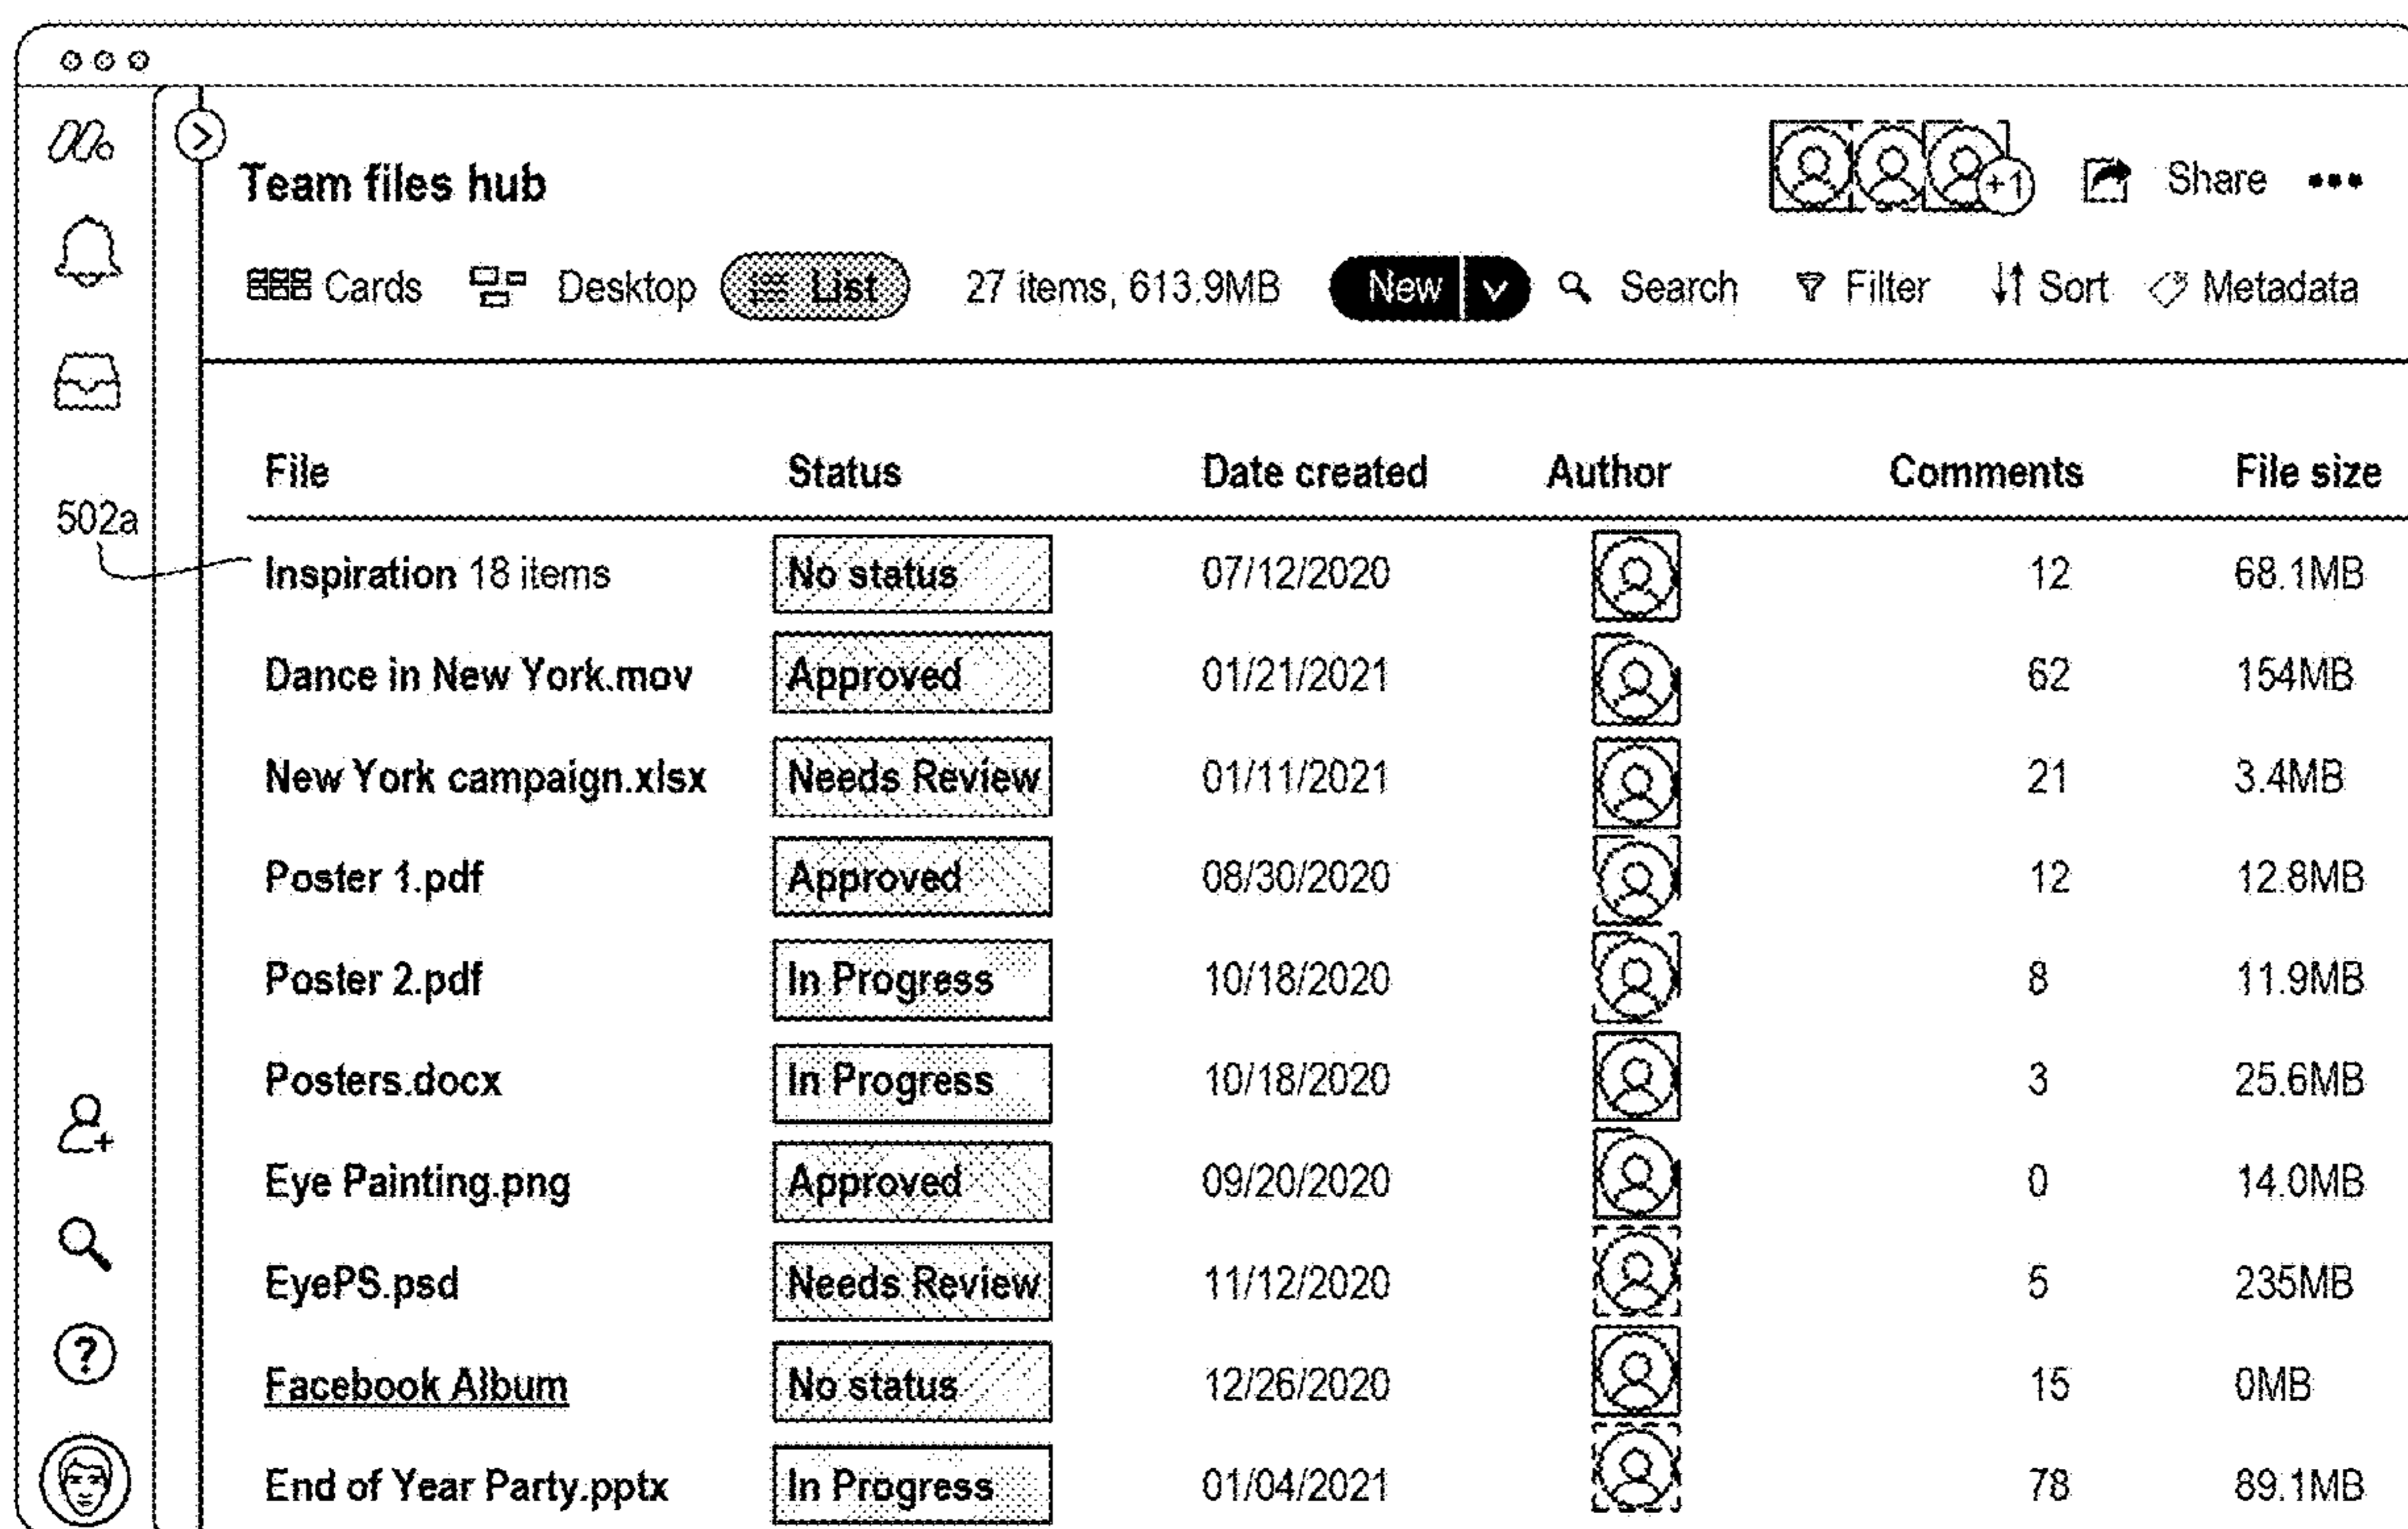 Team files hub +1 Share •••
Cards Desktop List 27 items, 613.9MB New Search Filter Sort Metadata
File Status Date created Author Comments File size
502a
Inspiration 18 items No status 07/12/2020 12 68.1MB
Dance in New York.mov Approved 01/21/2021 62 154MB
New York campaign.xlsx Needs Review 01/11/2021 21 3.4MB
Poster 1.pdf Approved 08/30/2020 12 12.8MB
Poster 2.pdf In Progress 10/18/2020 8 11.9MB
Posters.docx In Progress 10/18/2020 3 25.6MB
Eye Painting.png Approved 09/20/2020 0 14.0MB
EyePS.psd Needs Review 11/12/2020 5 235MB
Facebook Album No status 12/26/2020 15 0MB
End of Year Party.pptx In Progress 01/04/2021 78 89.1MB